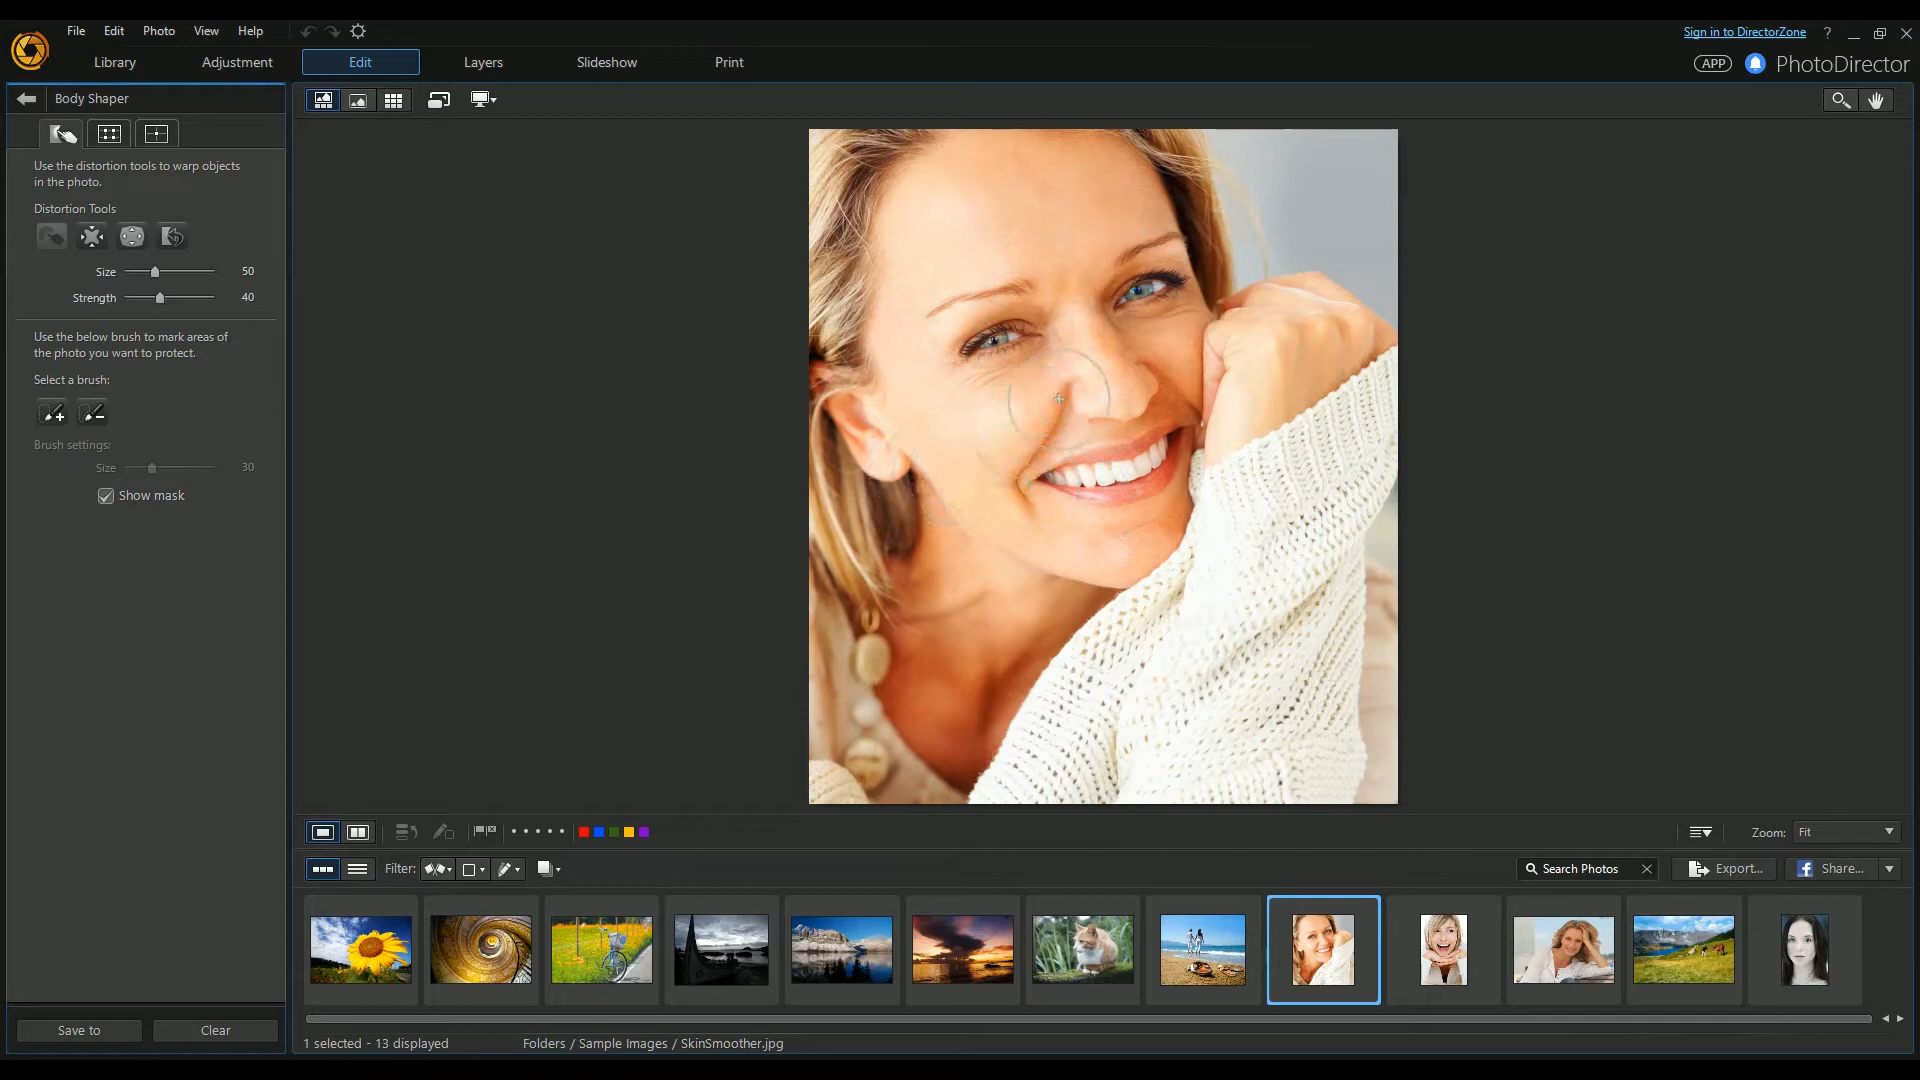 File Edit Photo View Help
Sign in to DirectorZone ?
Library Adjustment Edit Layers Slideshow Print
APP PhotoDirector
Body Shaper
Use the distortion tools to warp objects
in the photo.
Distortion Tools
Size 50
Strength 40
Use the below brush to mark areas of
the photo you want to protect.
Select a brush:
Brush settings:
Size 30
Show mask
Save to Clear
Zoom: Fit
Filter: Search Photos Export... Share...
1 selected - 13 displayed Folders / Sample Images / SkinSmoother.jpg